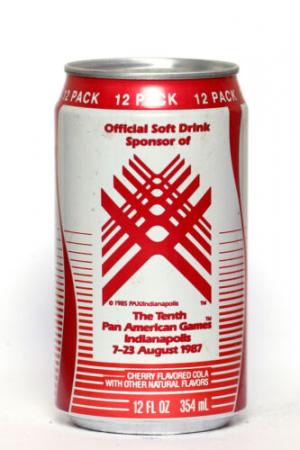 12 PACK 12 PACK 12 PACK
Official Soft Drink
Sponsor of
© 1985 PAX/Indianapolis TM
The Tenth
Pan American Games TM
Indianapolis
7-23 August 1987
CHERRY FLAVORED COLA
WITH OTHER NATURAL FLAVORS
12 FL OZ 354 mL